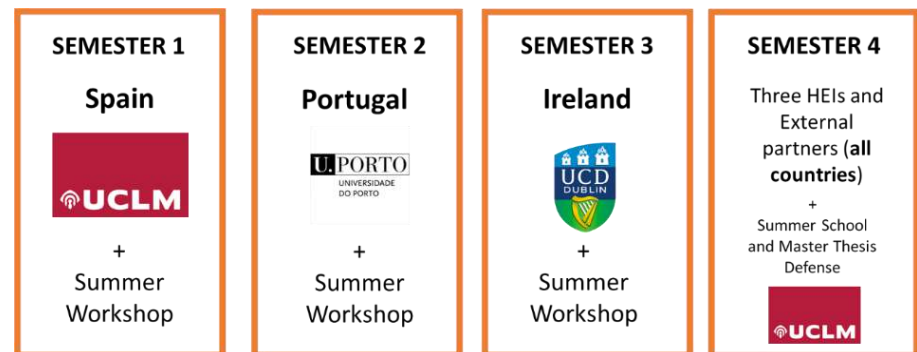 SEMESTER 1
Spain
UCLM
+
Summer
Workshop
SEMESTER 2
Portugal
U.PORTO
UNIVERSIDADE
DO PORTO
+
Summer
Workshop
SEMESTER 3
Ireland
UCD
DUBLIN
+
Summer
Workshop
SEMESTER 4
Three HEIs and
External
partners (all
countries)
+
Summer School
and Master Thesis
Defense
UCLM